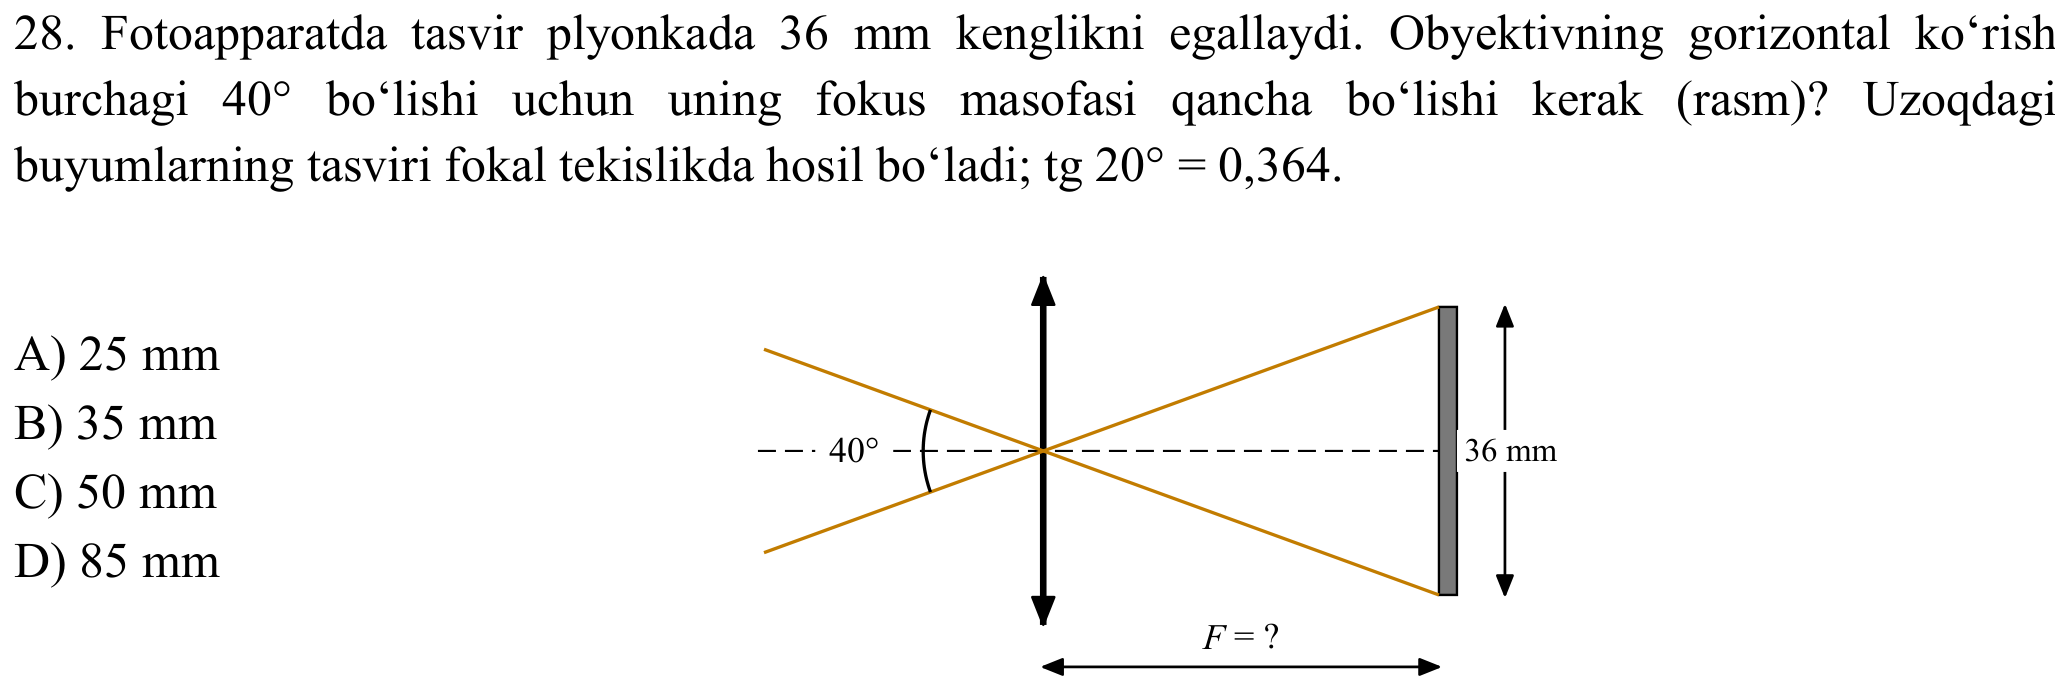 28. Fotoapparatda tasvir plyonkada 36 mm kenglikni egallaydi. Obyektivning gorizontal ko‘rish
burchagi 40° bo‘lishi uchun uning fokus masofasi qancha bo‘lishi kerak (rasm)? Uzoqdagi
buyumlarning tasviri fokal tekislikda hosil bo‘ladi; tg 20° = 0,364.
A) 25 mm
B) 35 mm
C) 50 mm
D) 85 mm
40°
36 mm
F = ?